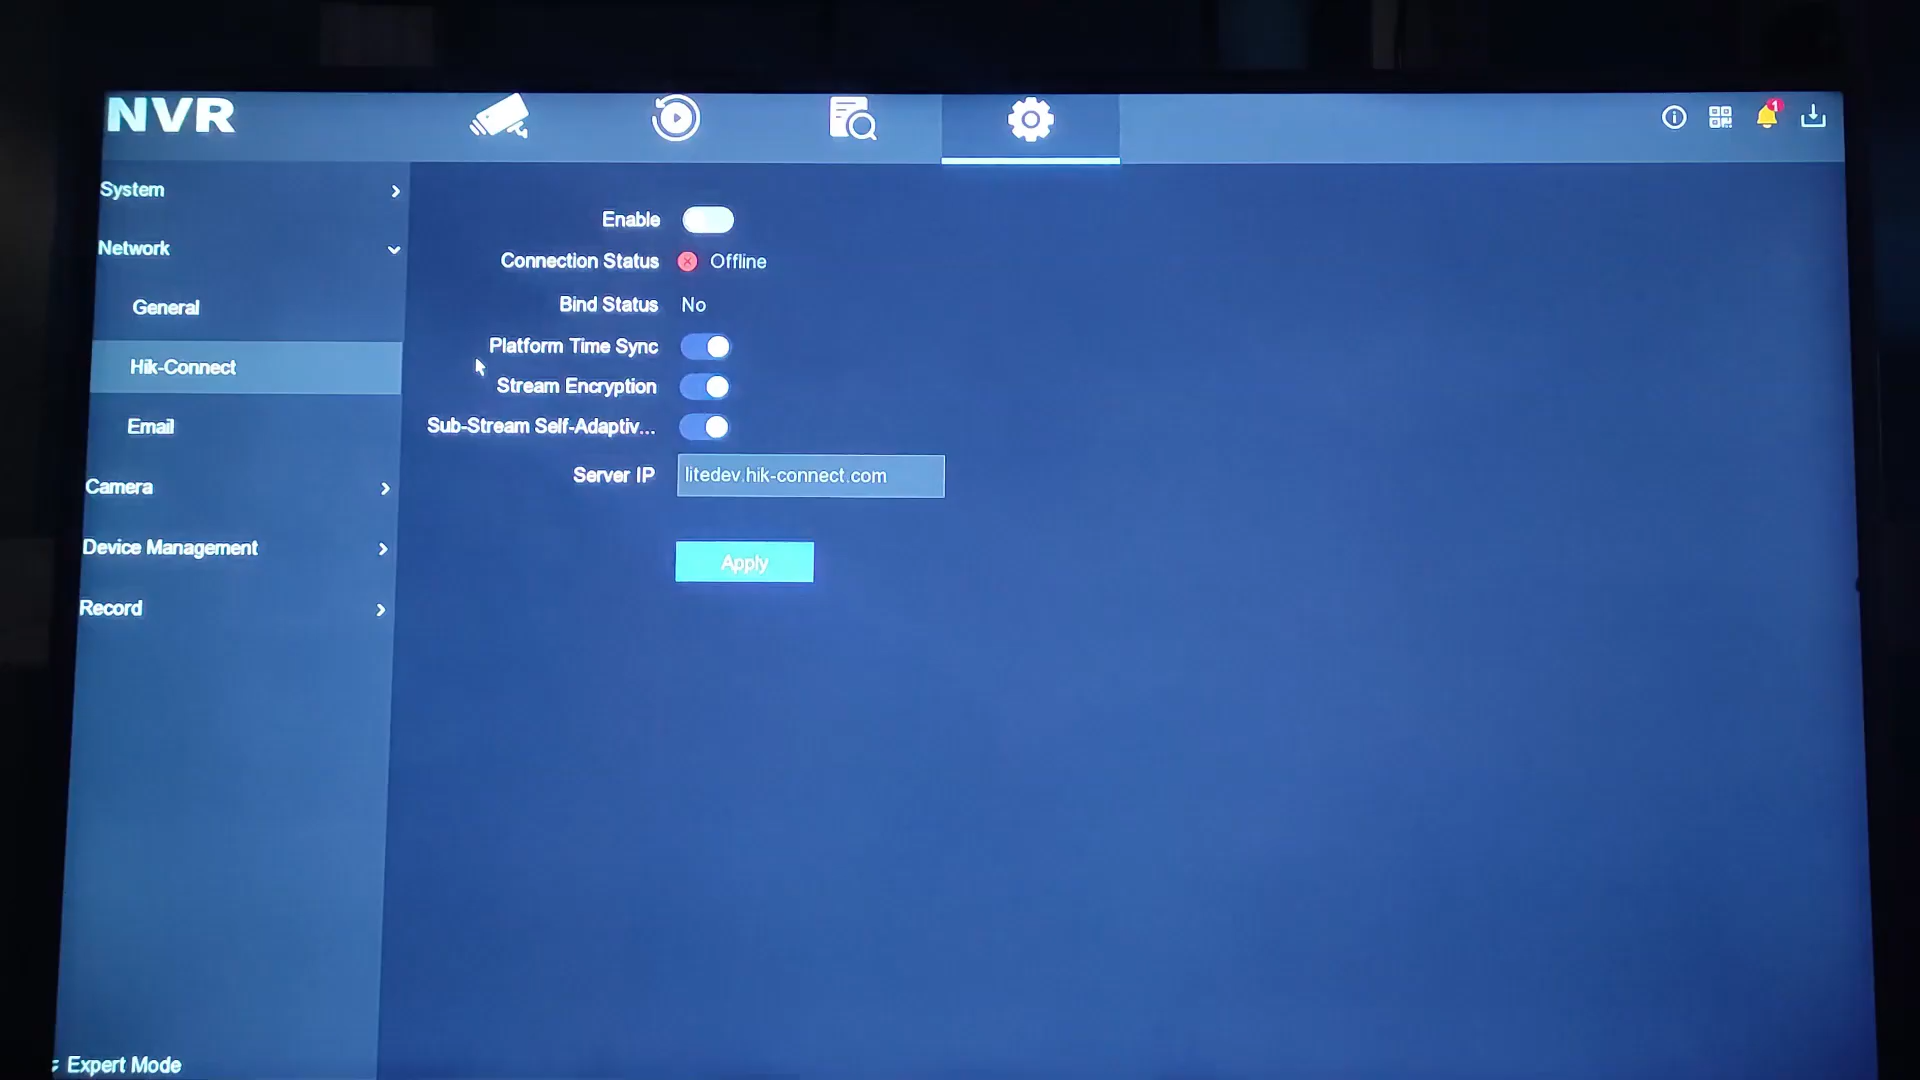 NVR
1
System
Network
General
Hik-Connect
Email
Camera
Device Management
Record
Expert Mode
Enable
Connection Status Offline
Bind Status No
Platform Time Sync
Stream Encryption
Sub-Stream Self-Adaptiv...
Server IP litedev.hik-connect.com
Apply